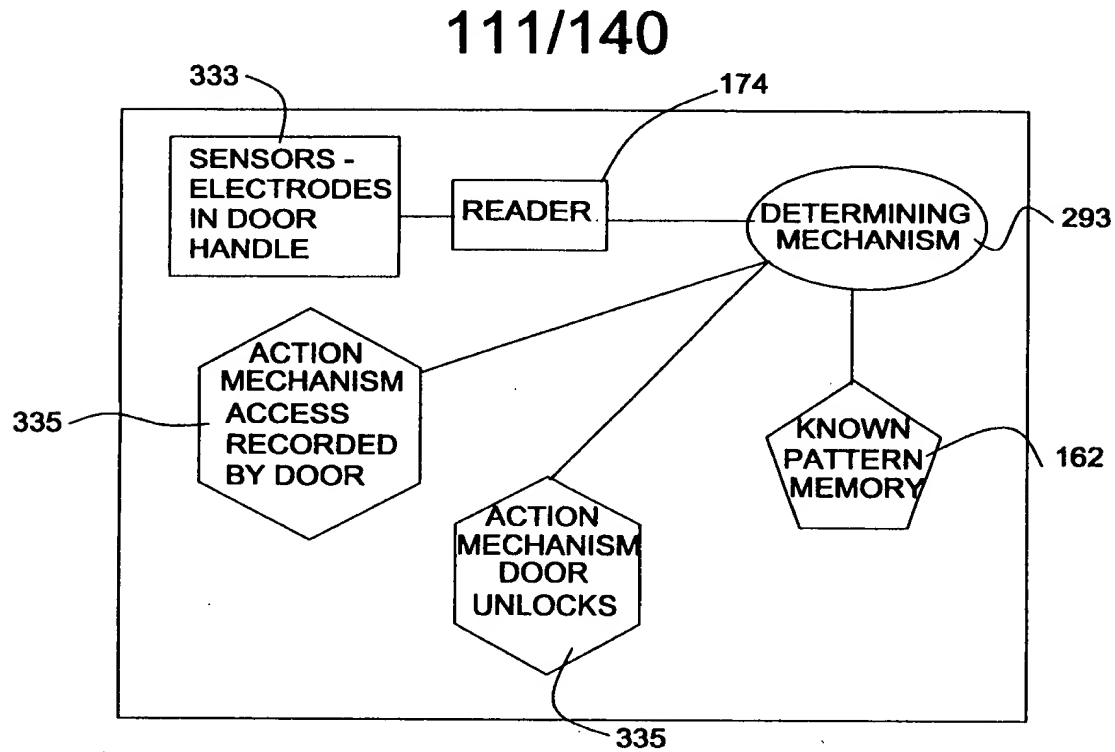 111/140
333
174
SENSORS -
ELECTRODES
IN DOOR
HANDLE
READER
DETERMINING
MECHANISM
293
ACTION
MECHANISM
ACCESS
RECORDED
BY DOOR
335
KNOWN
PATTERN
MEMORY
162
ACTION
MECHANISM
DOOR
UNLOCKS
335